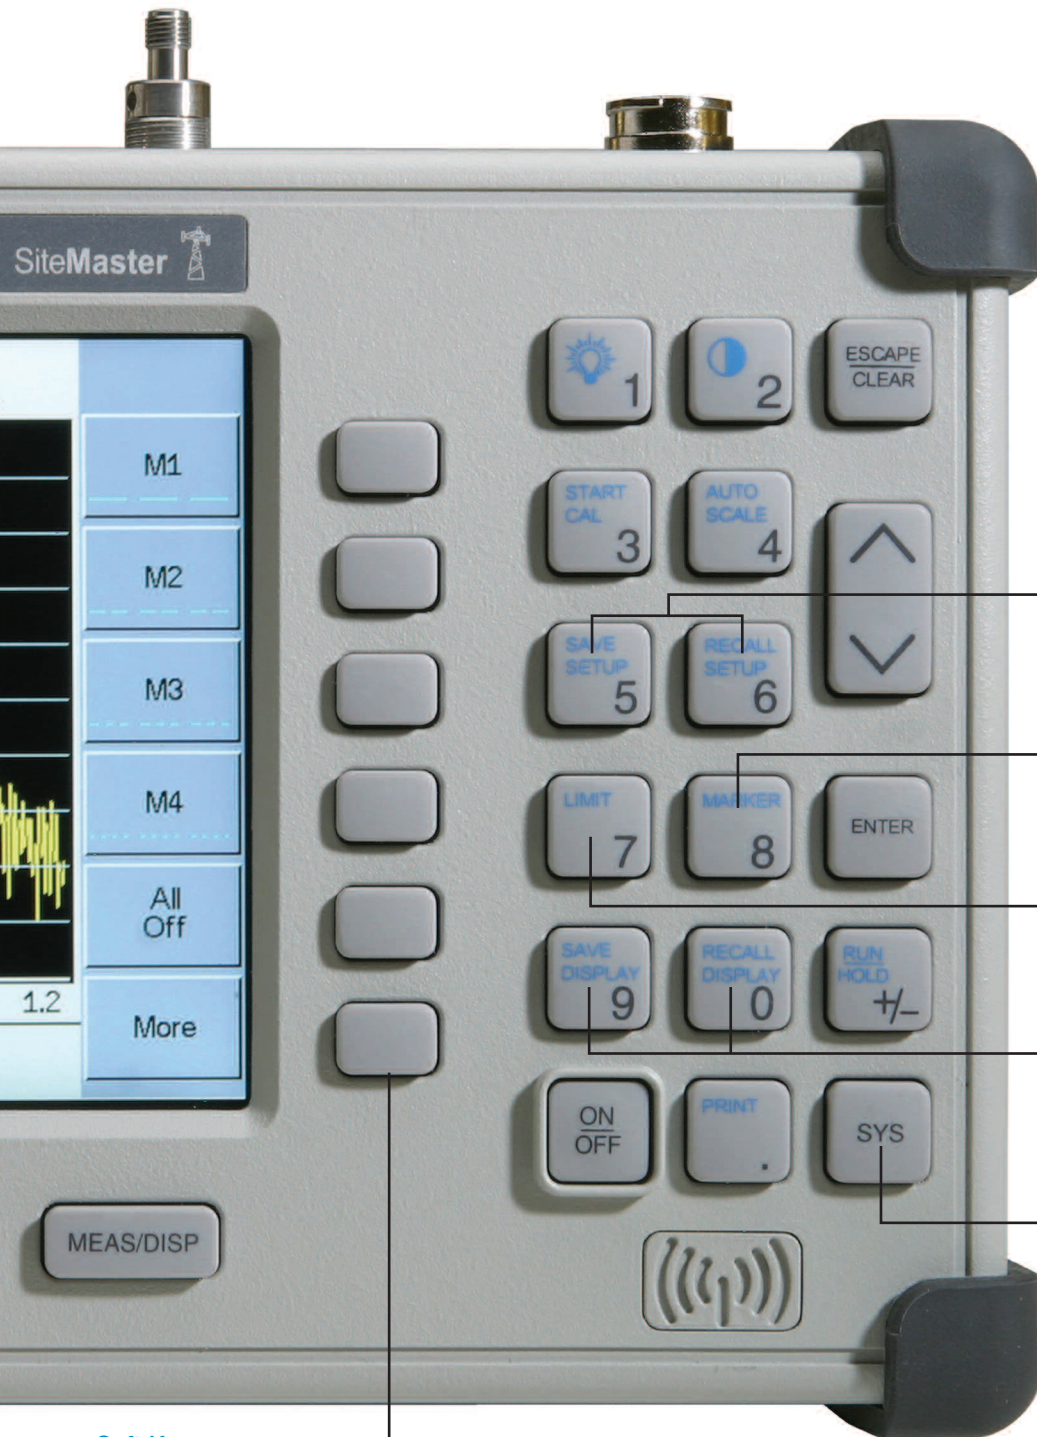 SiteMaster
M1
M2
M3
M4
All
Off
More
1.2
MEAS/DISP
1
2
ESCAPE
CLEAR
START
CAL
3
AUTO
SCALE
4
SAVE
SETUP
5
RECALL
SETUP
6
LIMIT
7
MARKER
8
ENTER
SAVE
DISPLAY
9
RECALL
DISPLAY
0
RUN
HOLD
+/–
ON
OFF
PRINT
.
SYS